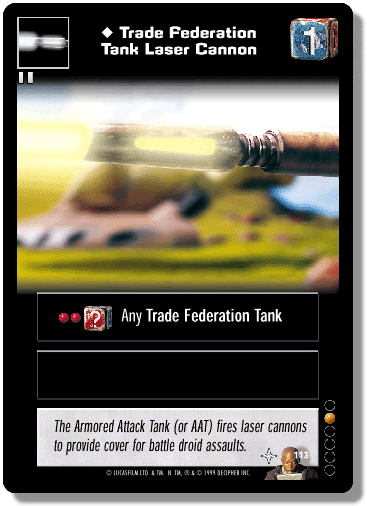 ◆ Trade Federation
Tank Laser Cannon
1
? Any Trade Federation Tank
The Armored Attack Tank (or AAT) fires laser cannons
to provide cover for battle droid assaults.
113
© LUCASFILM LTD. & TM. ® & © 1999 DECIPHER INC.